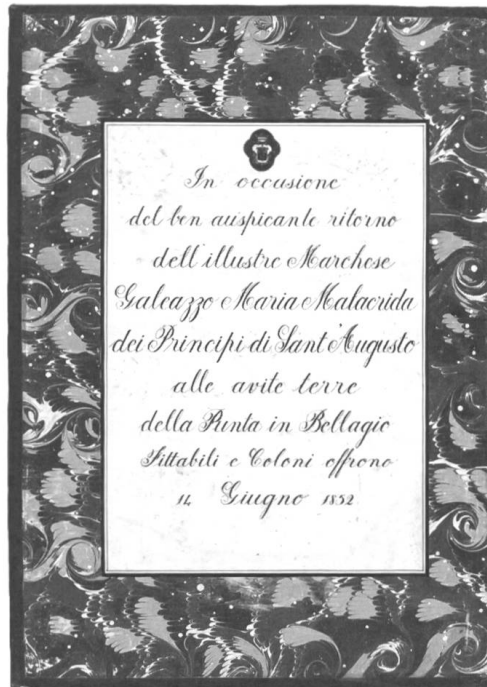 In occasione
del ben auspicante ritorno
dell'illustre Marchese
Galeazzo Maria Malacrida
dei Principi di Sant'Augusto
alle avite terre
della Punta in Bellagio
Fittabili e Coloni offrono
14 Giugno 1852